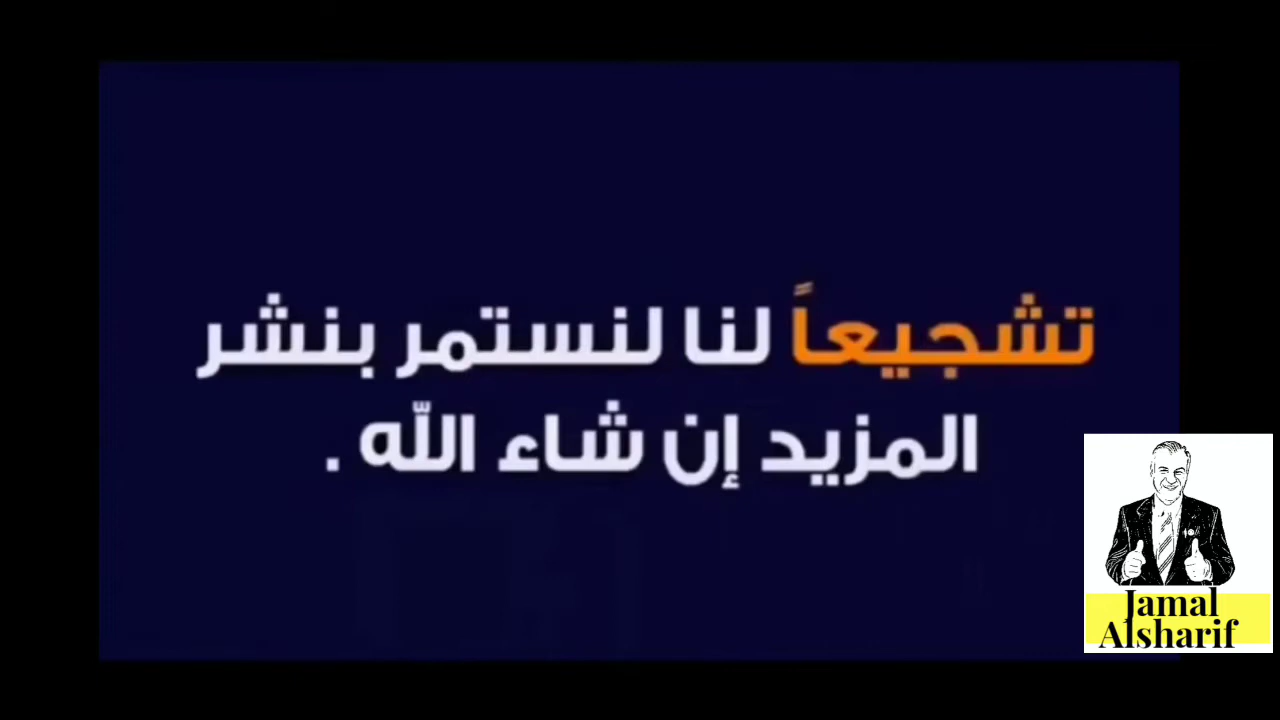 تشجيعاً لنا لنستمر بنشر
المزيد إن شاء الله .
Jamal
Alsharif